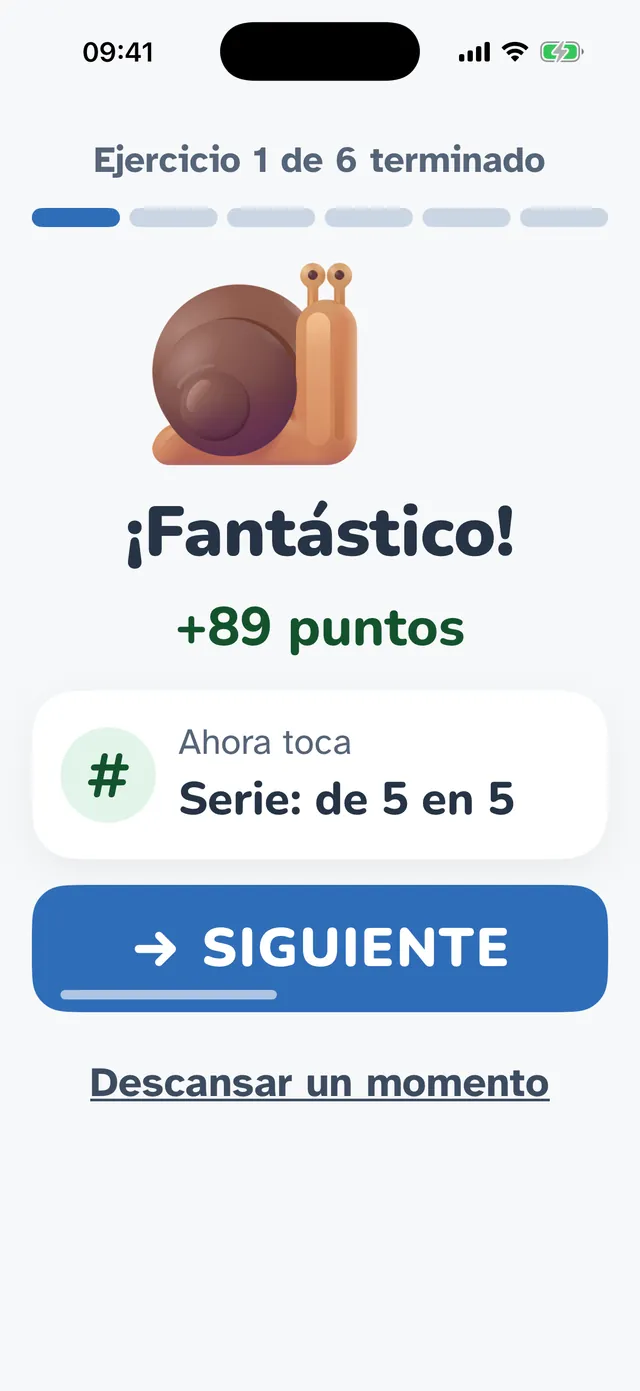 09:41
Ejercicio 1 de 6 terminado
¡Fantástico!
+89 puntos
#
Ahora toca
Serie: de 5 en 5
→ SIGUIENTE
Descansar un momento